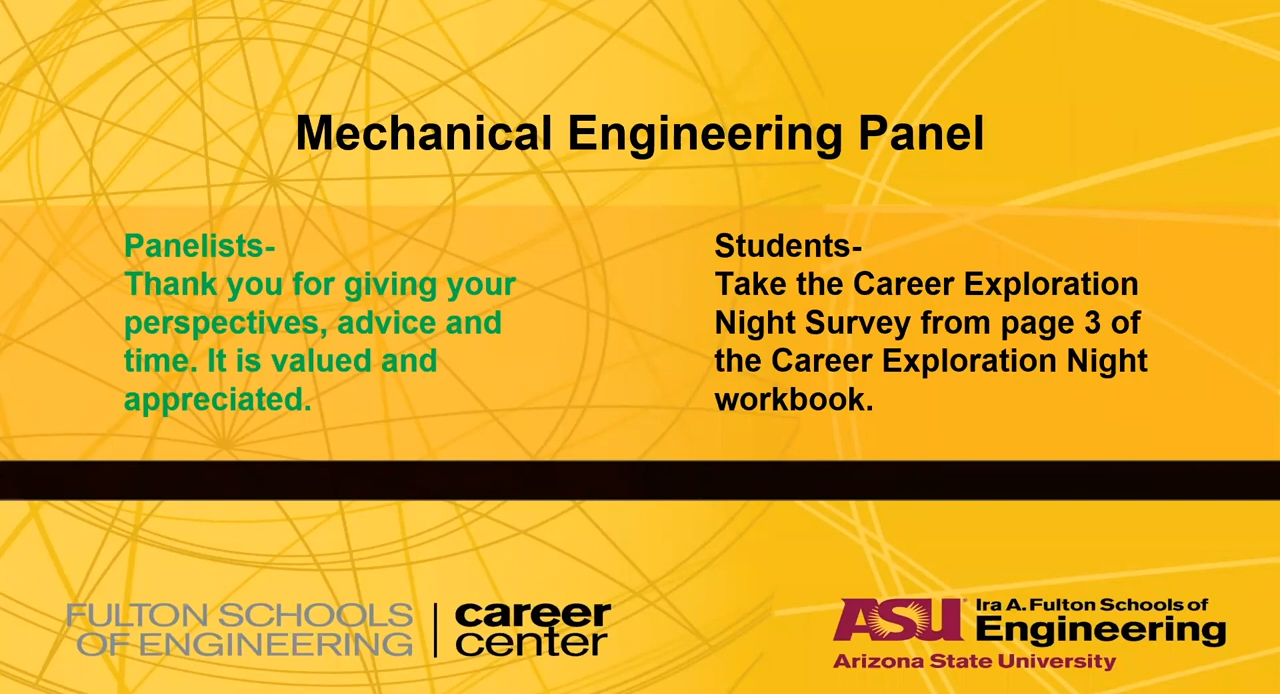 Mechanical Engineering Panel
Panelists-
Thank you for giving your
perspectives, advice and
time. It is valued and
appreciated.
Students-
Take the Career Exploration
Night Survey from page 3 of
the Career Exploration Night
workbook.
FULTON SCHOOLS
OF ENGINEERING
career
center
ASU
Ira A. Fulton Schools of
Engineering
Arizona State University